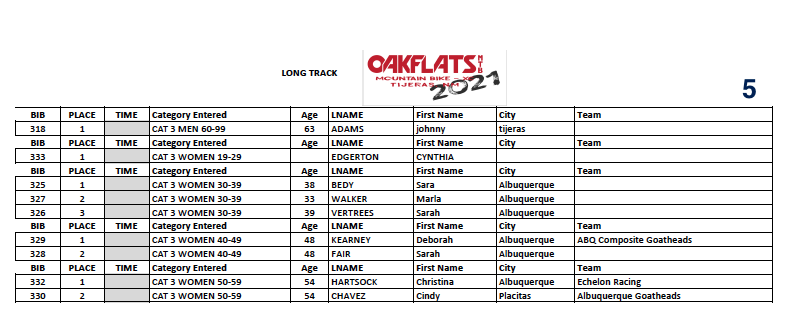 LONG TRACK
OAKFLATS MTB
MOUNTAIN BIKE - X
TIJERAS NM
2021
5
BIB PLACE TIME Category Entered Age LNAME First Name City Team
318 1 CAT 3 MEN 60-99 63 ADAMS johnny tijeras
BIB PLACE TIME Category Entered Age LNAME First Name City Team
333 1 CAT 3 WOMEN 19-29 EDGERTON CYNTHIA
BIB PLACE TIME Category Entered Age LNAME First Name City Team
325 1 CAT 3 WOMEN 30-39 38 BEDY Sara Albuquerque
327 2 CAT 3 WOMEN 30-39 33 WALKER Marla Albuquerque
326 3 CAT 3 WOMEN 30-39 39 VERTREES Sarah Albuquerque
BIB PLACE TIME Category Entered Age LNAME First Name City Team
329 1 CAT 3 WOMEN 40-49 48 KEARNEY Deborah Albuquerque ABQ Composite Goatheads
328 2 CAT 3 WOMEN 40-49 48 FAIR Sarah Albuquerque
BIB PLACE TIME Category Entered Age LNAME First Name City Team
332 1 CAT 3 WOMEN 50-59 54 HARTSOCK Christina Albuquerque Echelon Racing
330 2 CAT 3 WOMEN 50-59 54 CHAVEZ Cindy Placitas Albuquerque Goatheads